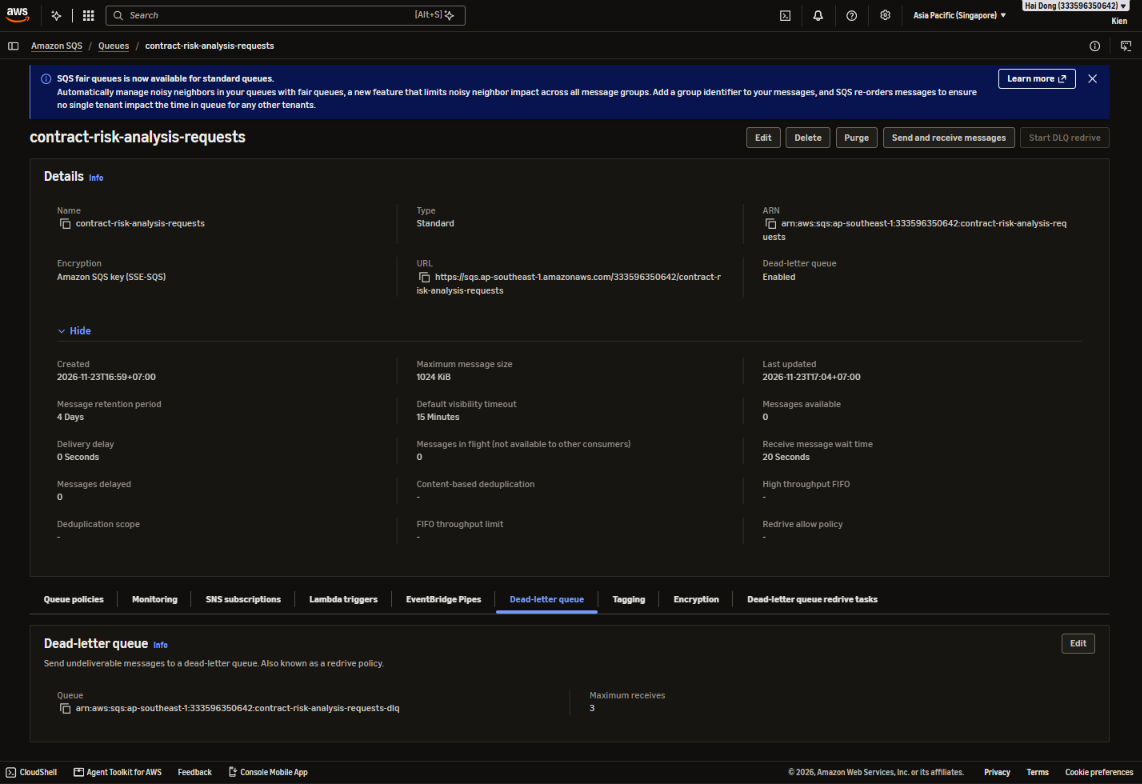 aws
Search
[Alt+S]
Asia Pacific (Singapore)
Hai Dong (333596350642)
Kien
Amazon SQS / Queues / contract-risk-analysis-requests
SQS fair queues is now available for standard queues.
Automatically manage noisy neighbors in your queues with fair queues, a new feature that limits noisy neighbor impact across all message groups. Add a group identifier to your messages, and SQS re-orders messages to ensure
no single tenant impact the time in queue for any other tenants.
Learn more
contract-risk-analysis-requests
Edit
Delete
Purge
Send and receive messages
Start DLQ redrive
Details Info
Name
contract-risk-analysis-requests
Type
Standard
ARN
arn:aws:sqs:ap-southeast-1:333596350642:contract-risk-analysis-req
uests
Encryption
Amazon SQS key (SSE-SQS)
URL
https://sqs.ap-southeast-1.amazonaws.com/333596350642/contract-r
isk-analysis-requests
Dead-letter queue
Enabled
Hide
Created
2026-11-23T16:59+07:00
Maximum message size
1024 KiB
Last updated
2026-11-23T17:04+07:00
Message retention period
4 Days
Default visibility timeout
15 Minutes
Messages available
0
Delivery delay
0 Seconds
Messages in flight (not available to other consumers)
0
Receive message wait time
20 Seconds
Messages delayed
0
Content-based deduplication
-
High throughput FIFO
-
Deduplication scope
-
FIFO throughput limit
-
Redrive allow policy
-
Queue policies
Monitoring
SNS subscriptions
Lambda triggers
EventBridge Pipes
Dead-letter queue
Tagging
Encryption
Dead-letter queue redrive tasks
Dead-letter queue Info
Edit
Send undeliverable messages to a dead-letter queue. Also known as a redrive policy.
Queue
arn:aws:sqs:ap-southeast-1:333596350642:contract-risk-analysis-requests-dlq
Maximum receives
3
CloudShell
Agent Toolkit for AWS
Feedback
Console Mobile App
© 2026, Amazon Web Services, Inc. or its affiliates.
Privacy
Terms
Cookie preferences